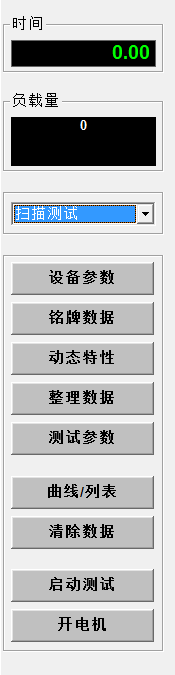 时间
0.00
负载量
0
扫描测试
设备参数
铭牌数据
动态特性
整理数据
测试参数
曲线/列表
清除数据
启动测试
开电机